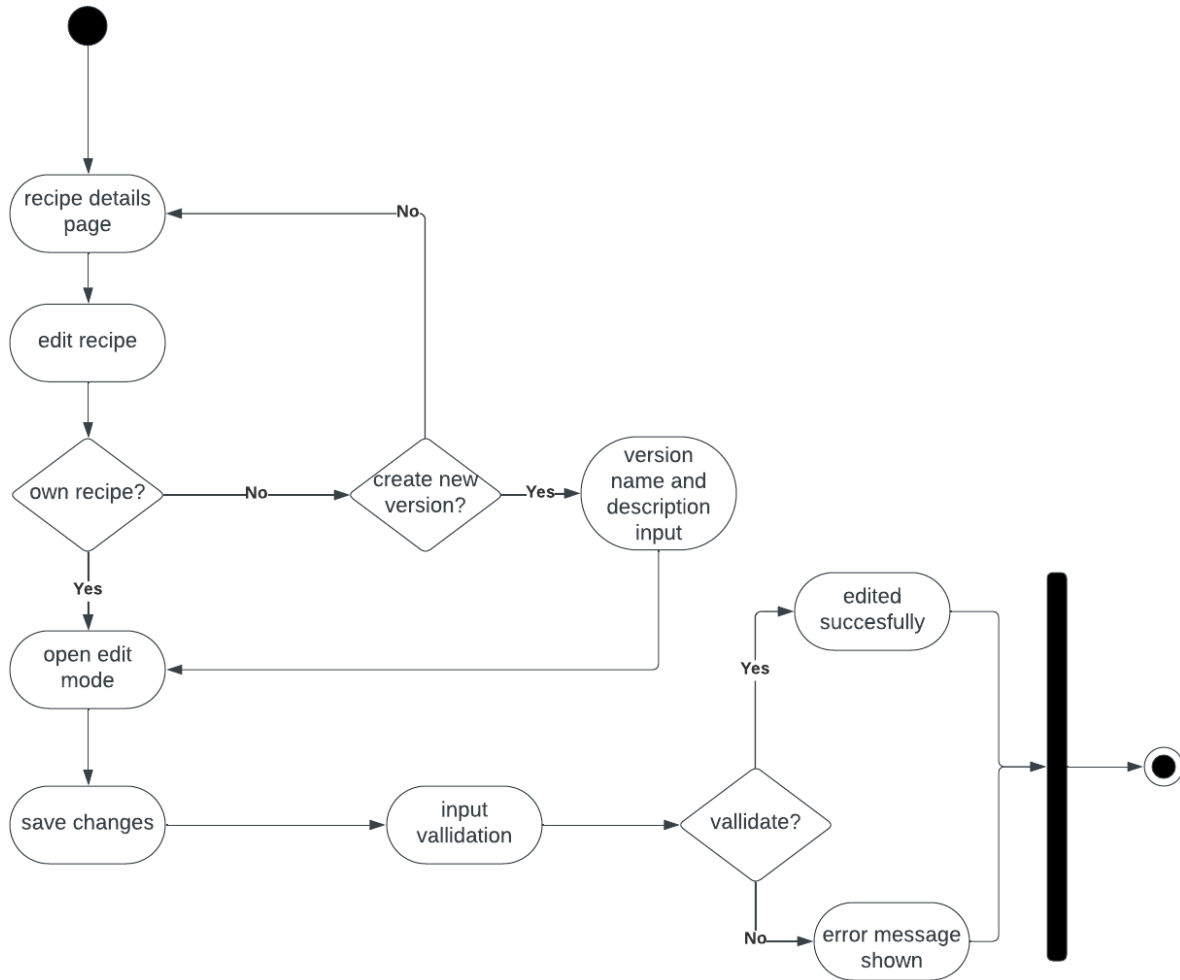 recipe details
page
No
edit recipe
own recipe?
No
create new
version?
Yes
version
name and
description
input
Yes
open edit
mode
edited
succesfully
Yes
save changes
input
vallidation
vallidate?
No
error message
shown